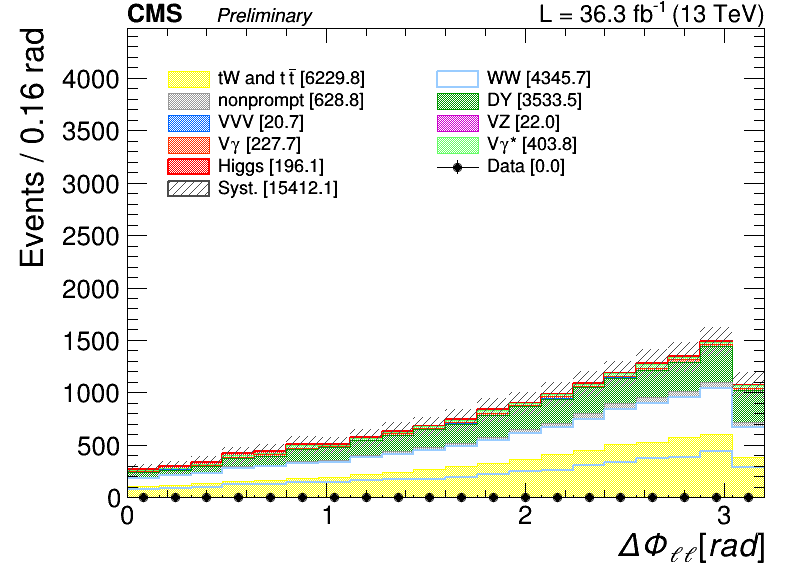 CMS Preliminary L = 36.3 fb⁻¹ (13 TeV)
Events / 0.16 rad
4000
3500
3000
2500
2000
1500
1000
500
0
tW and tt̄ [6229.8]
nonprompt [628.8]
VVV [20.7]
Vγ [227.7]
Higgs [196.1]
Syst. [15412.1]
WW [4345.7]
DY [3533.5]
VZ [22.0]
Vγ* [403.8]
Data [0.0]
0 1 2 3
ΔΦℓℓ[rad]